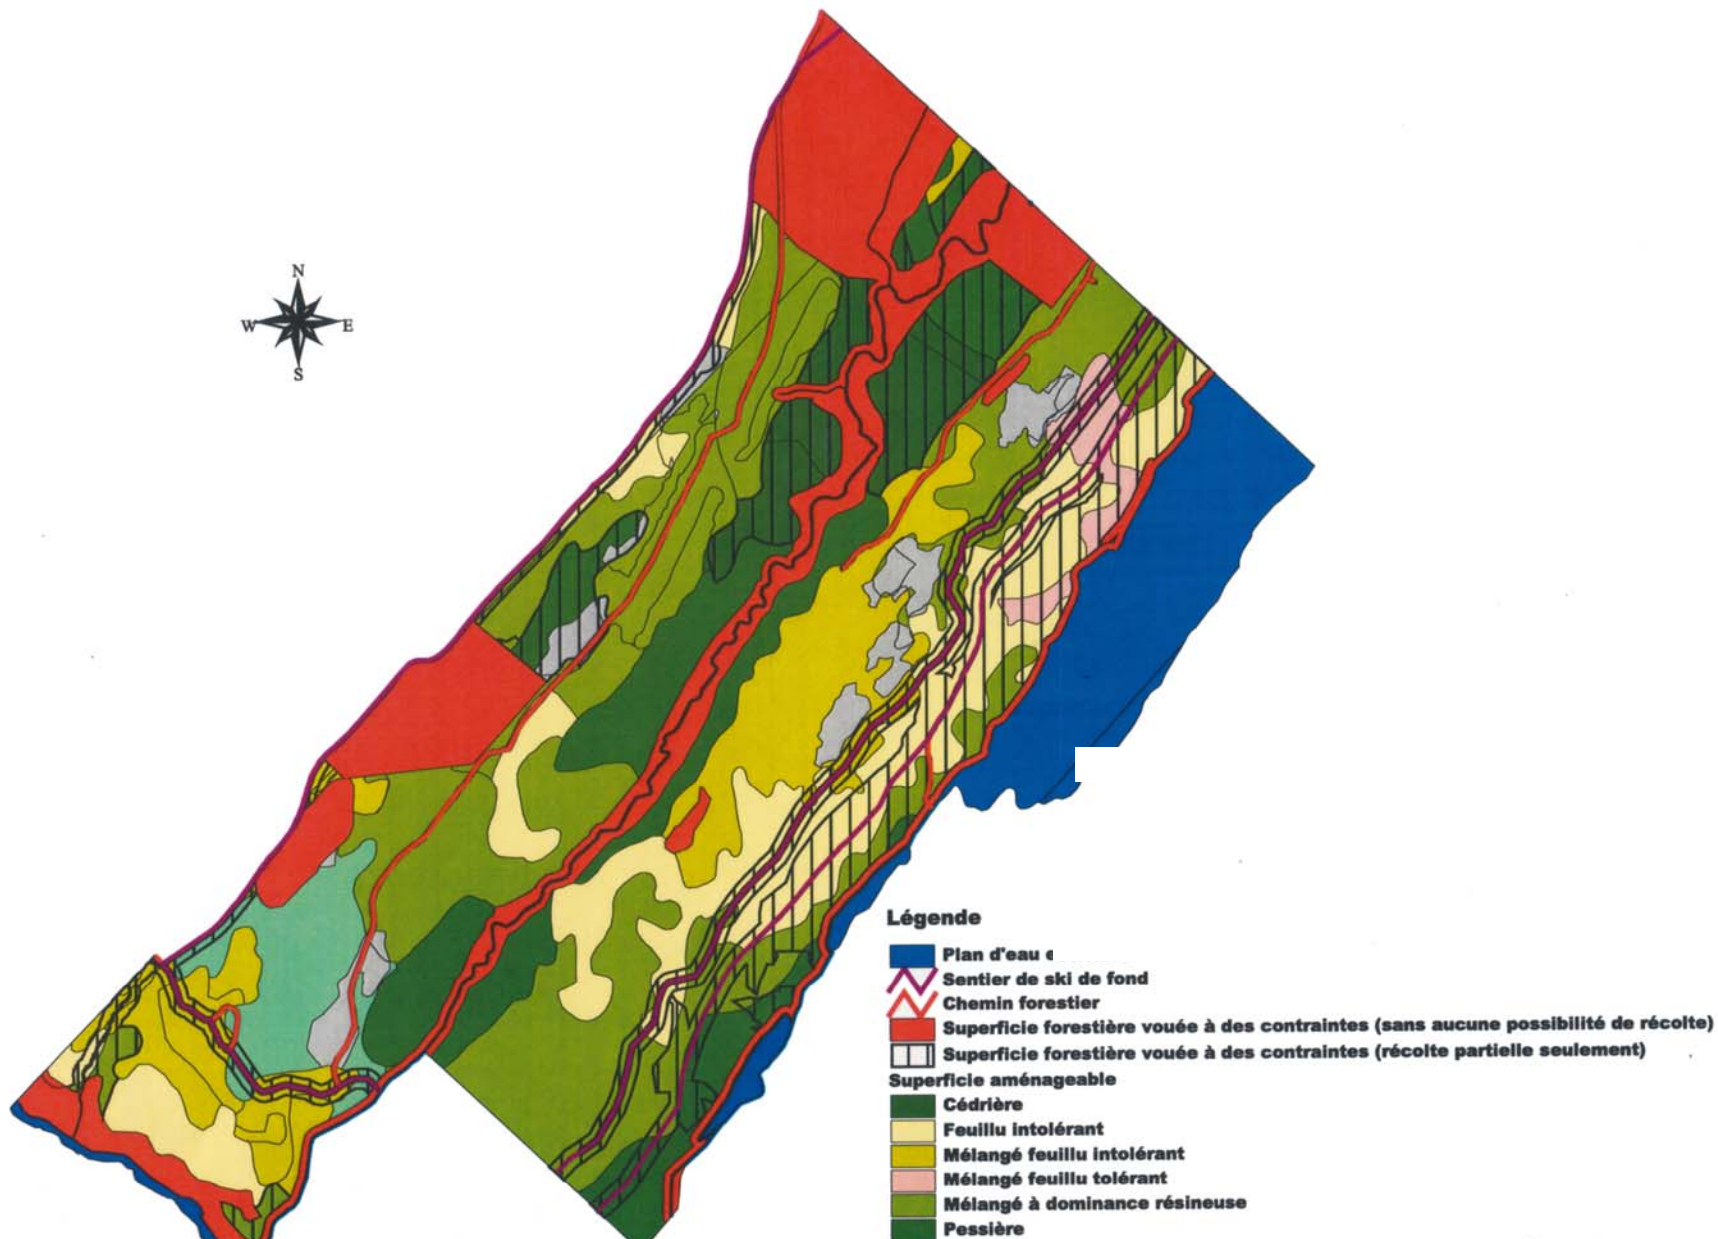 N
W E
S
Légende
Plan d'eau e
Sentier de ski de fond
Chemin forestier
Superficie forestière vouée à des contraintes (sans aucune possibilité de récolte)
Superficie forestière vouée à des contraintes (récolte partielle seulement)
Superficie aménageable
Cédrière
Feuillu intolérant
Mélangé feuillu intolérant
Mélangé feuillu tolérant
Mélangé à dominance résineuse
Pessière